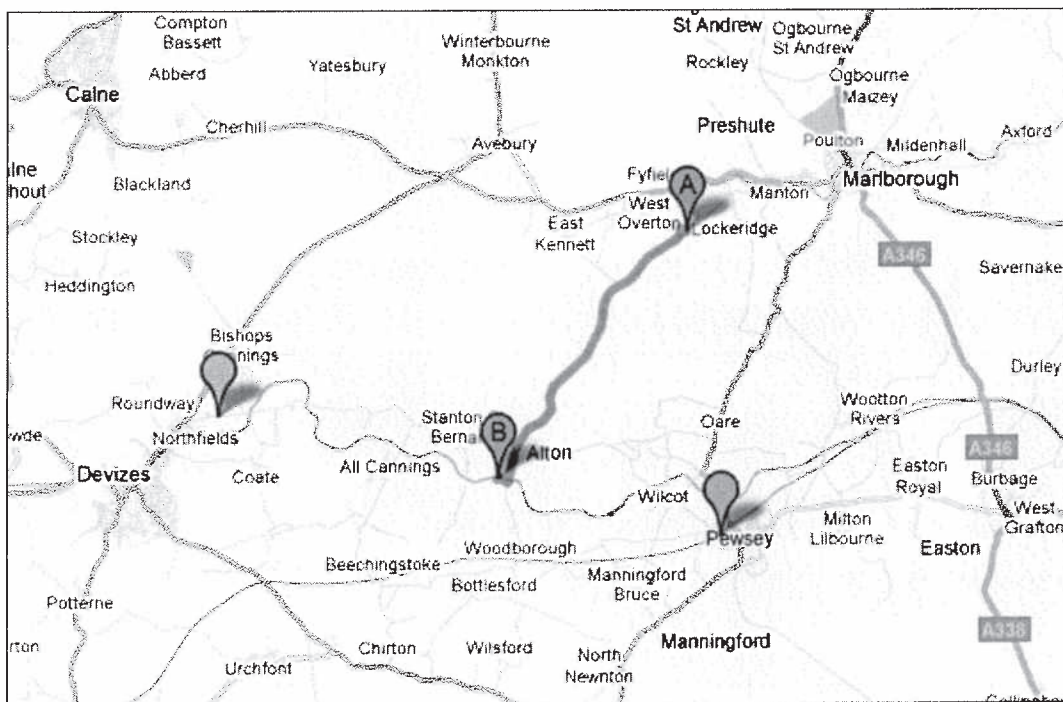 Compton
Bassett
Abberd
Yatesbury
Winterbourne
Monkton
St Andrew
Rockley
Ogbourne
St Andrew
Ogbourne
Maizey
Calne
Cherhill
Avebury
Preshute
Poulton
Mildenhall
Axford
Blackland
A
Manton
Marlborough
West
Overton
Lockeridge
East
Kennett
Stockley
Heddington
A346
Savernake
Bishops
Roundway
Northfields
Durley
Wootton
Rivers
Oare
Stanton
B
Alton
A346
Devizes
Coate
All Cannings
Wilcot
Easton
Royal
Burbage
West
Grafton
Pewsey
Milton
Lilbourne
Easton
Woodborough
Beechingstoke
Bottlesford
Manningford
Bruce
Potterne
Chirton
Wilsford
Manningford
Urchfont
North
Newnton